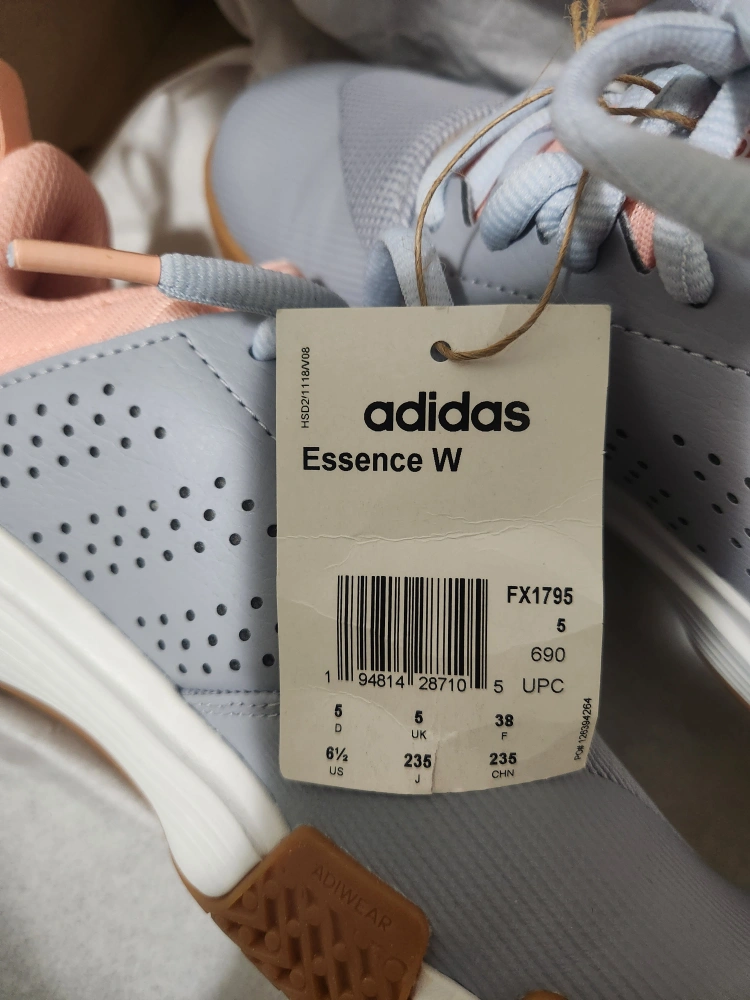 HSD2/1118/V08
adidas
Essence W
FX1795
5
690
1 94814 28710 5 UPC
5 5 38
D UK F
6½ 235 235
US J CHN
PO# 126394264
ADIWEAR